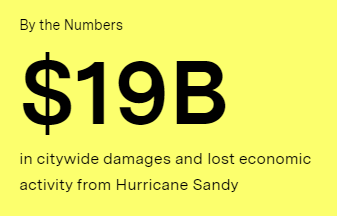 By the Numbers
$19B
in citywide damages and lost economic
activity from Hurricane Sandy